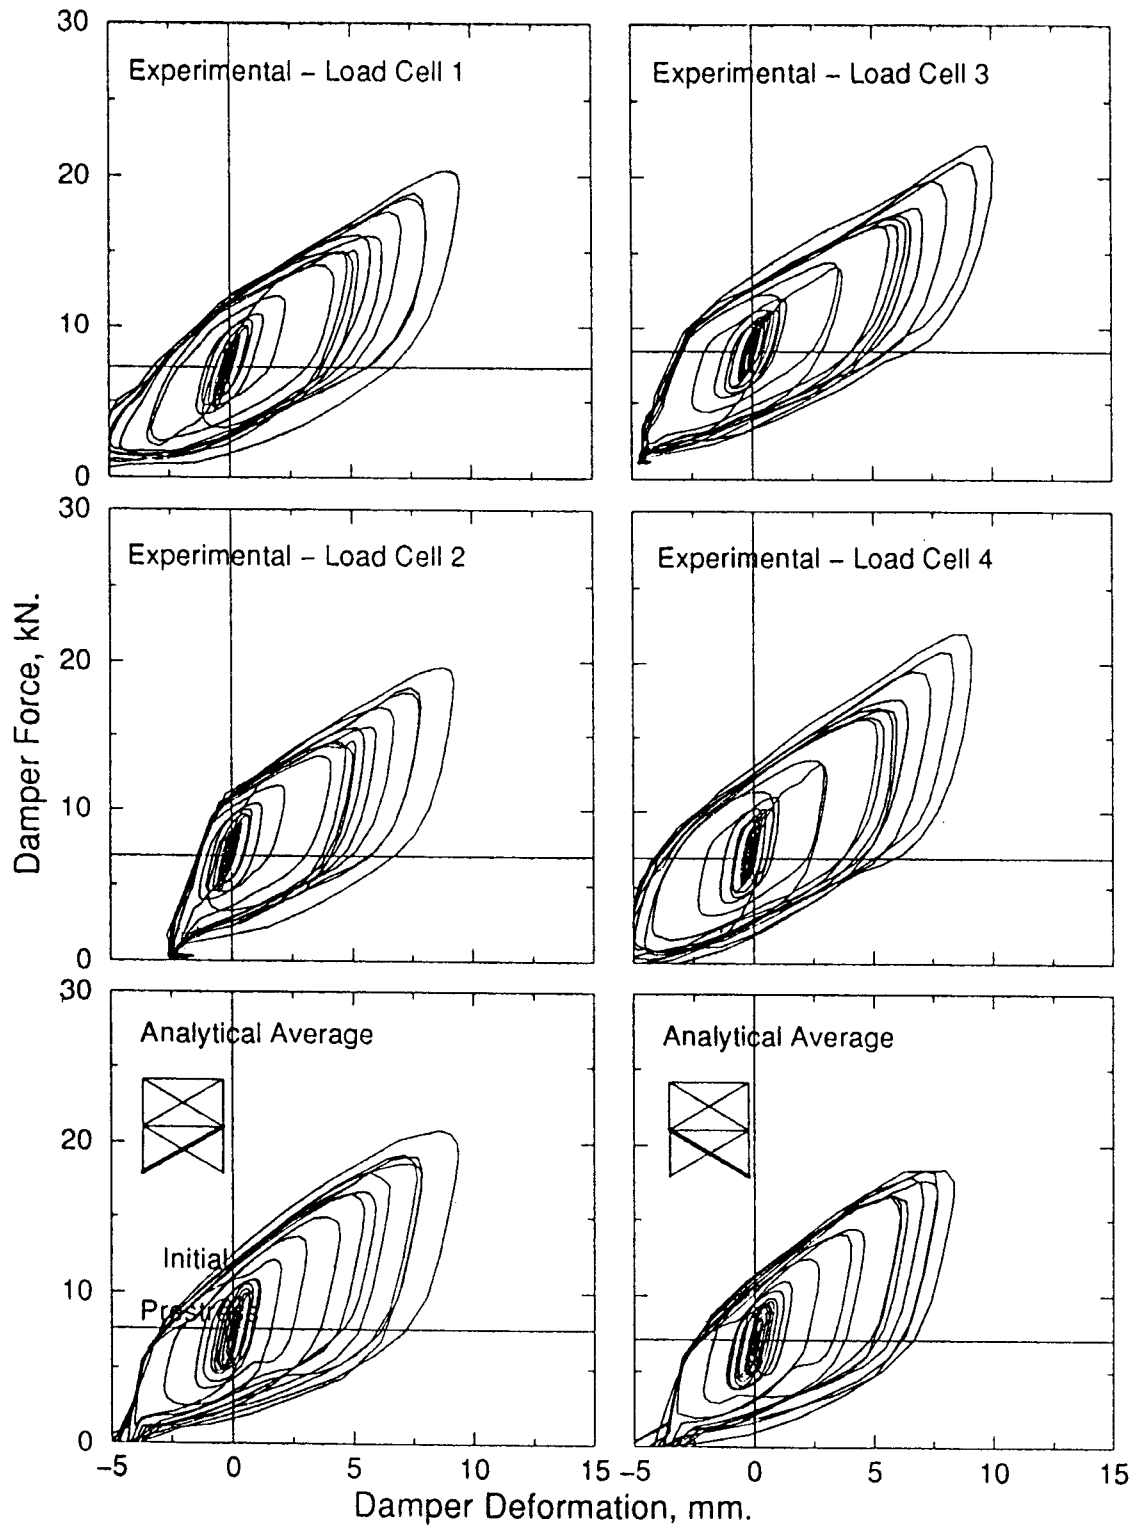 30
Experimental – Load Cell 1
Experimental – Load Cell 3
20
10
0
30
Experimental – Load Cell 2
Experimental – Load Cell 4
20
10
0
Damper Force, kN.
30
Analytical Average
Analytical Average
20
Initial
10
Prestress
0
-5 0 5 10 15 -5 0 5 10 15
Damper Deformation, mm.